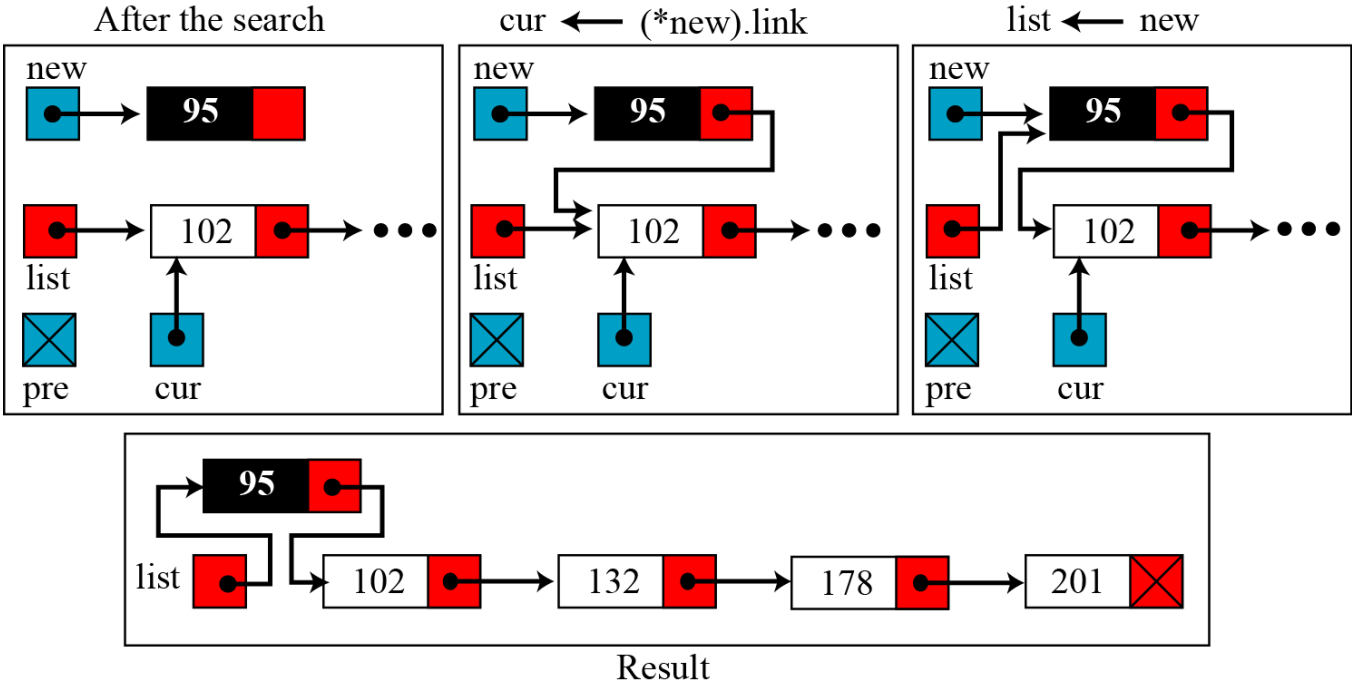 After the search
new
95
102
list
pre
cur
cur ← (*new).link
new
95
102
list
pre
cur
list ← new
new
95
102
list
pre
cur
95
list
102 132 178 201
Result